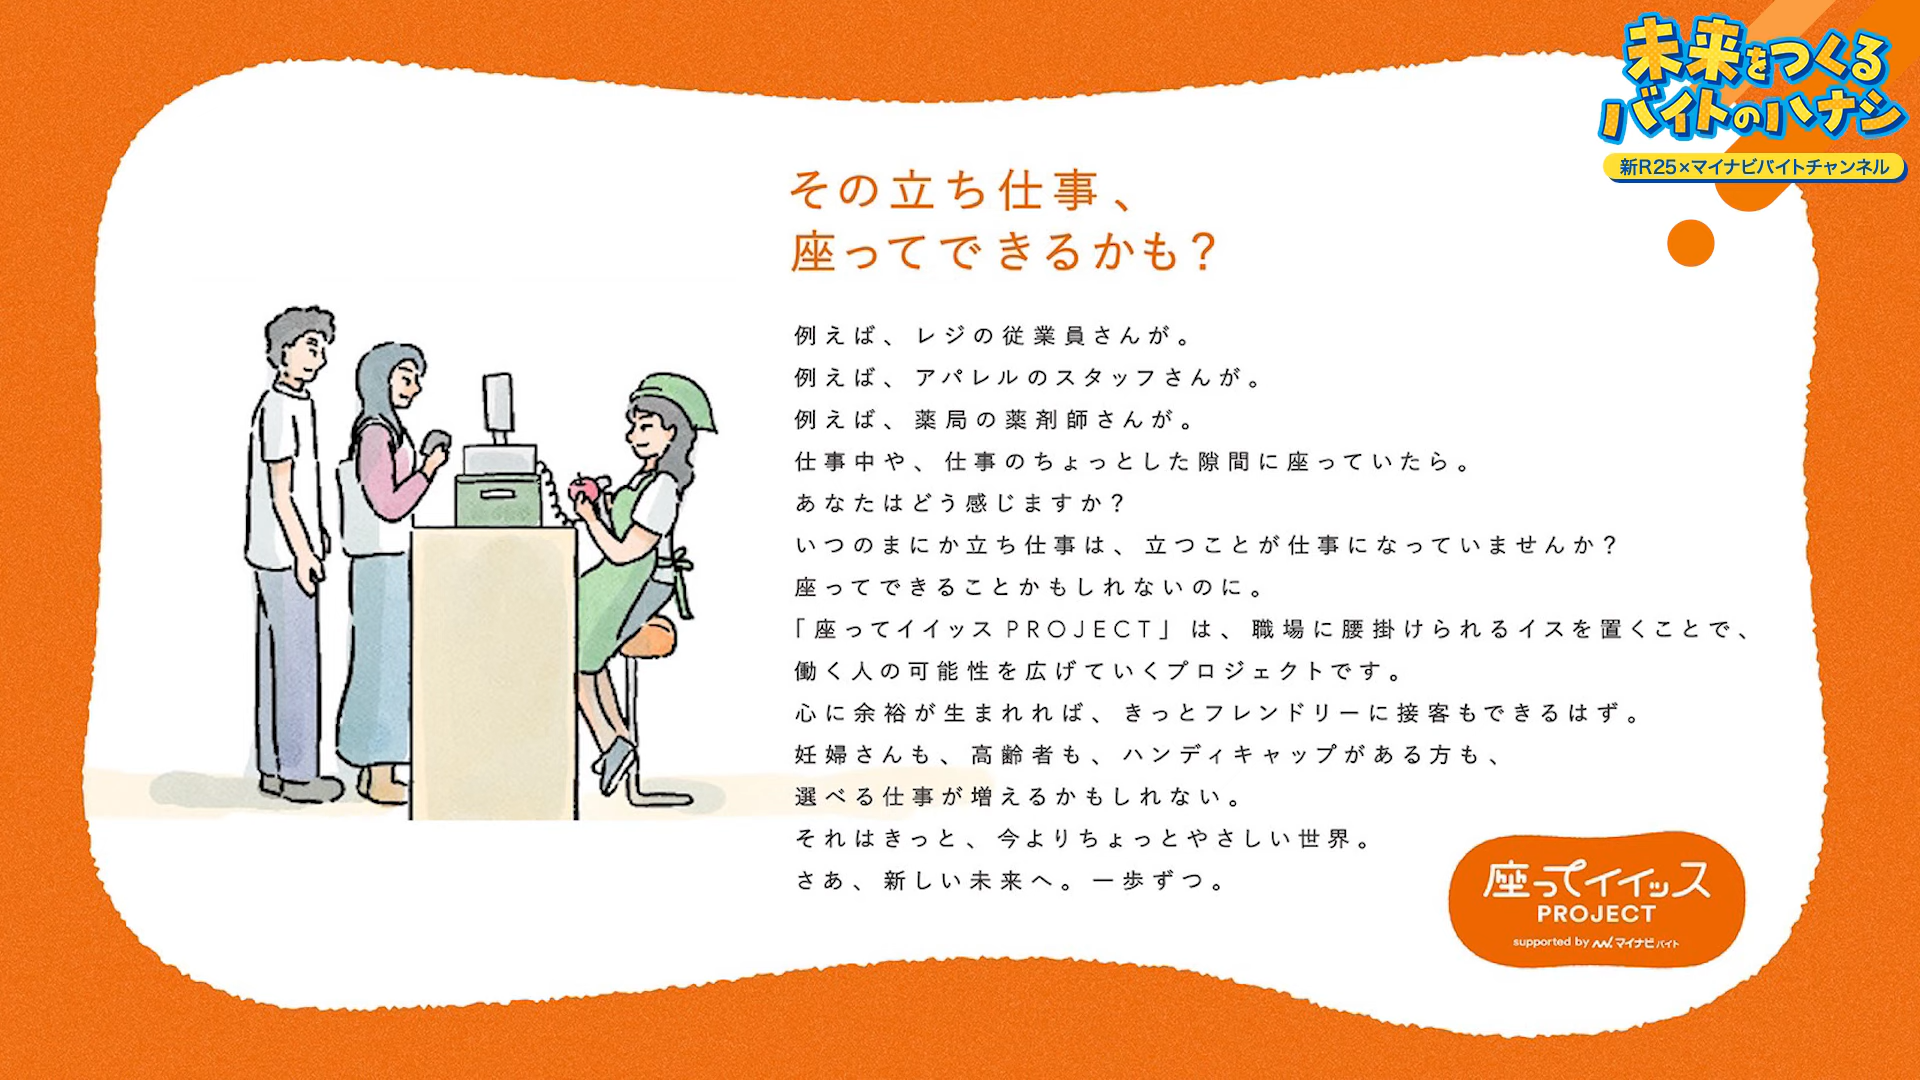 未来をつくる
バイトのハナシ
新R25×マイナビバイトチャンネル
その立ち仕事、
座ってできるかも?
例えば、レジの従業員さんが。
例えば、アパレルのスタッフさんが。
例えば、薬局の薬剤師さんが。
仕事中や、仕事のちょっとした隙間に座っていたら。
あなたはどう感じますか?
いつのまにか立ち仕事は、立つことが仕事になっていませんか?
座ってできることかもしれないのに。
「座ってイイッスPROJECT」は、職場に腰掛けられるイスを置くことで、
働く人の可能性を広げていくプロジェクトです。
心に余裕が生まれれば、きっとフレンドリーに接客もできるはず。
妊婦さんも、高齢者も、ハンディキャップがある方も、
選べる仕事が増えるかもしれない。
それはきっと、今よりちょっとやさしい世界。
さあ、新しい未来へ。一歩ずつ。
座ってイイッス
PROJECT
supported by マイナビバイト